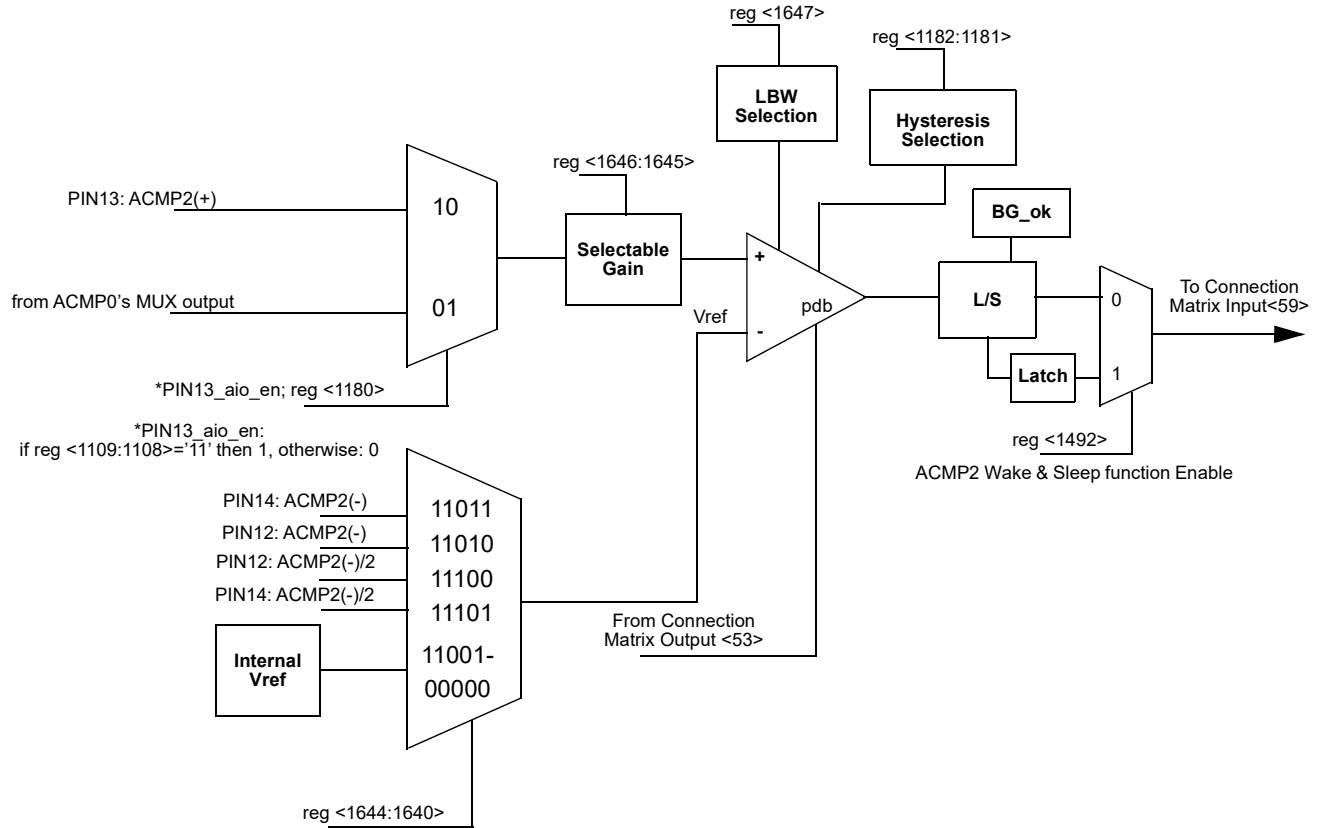 reg <1647>
reg <1182:1181>
LBW
Selection
Hysteresis
Selection
reg <1646:1645>
PIN13: ACMP2(+)
10
BG_ok
Selectable
Gain
+
from ACMP0's MUX output
01
Vref
-
pdb
L/S
0
To Connection
Matrix Input<59>
Latch
1
*PIN13_aio_en; reg <1180>
*PIN13_aio_en:
if reg <1109:1108>='11' then 1, otherwise: 0
reg <1492>
ACMP2 Wake & Sleep function Enable
PIN14: ACMP2(-)
11011
PIN12: ACMP2(-)
11010
PIN12: ACMP2(-)/2
11100
PIN14: ACMP2(-)/2
11101
Internal
Vref
11001-
00000
From Connection
Matrix Output <53>
reg <1644:1640>